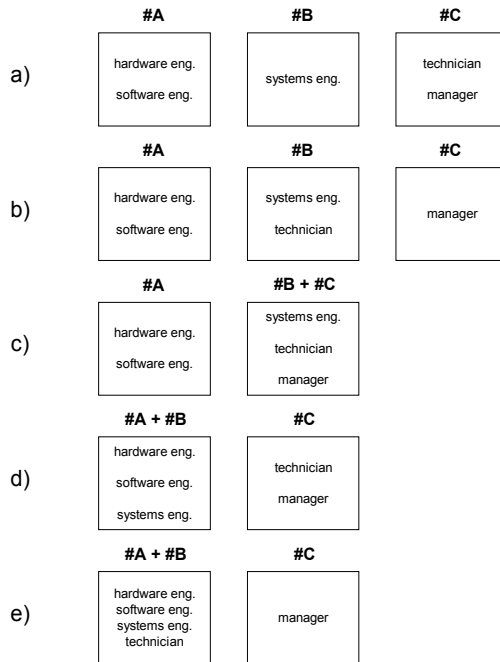 #A #B #C
a)
hardware eng.
software eng.
systems eng.
technician
manager
#A #B #C
b)
hardware eng.
software eng.
systems eng.
technician
manager
#A #B + #C
c)
hardware eng.
software eng.
systems eng.
technician
manager
#A + #B #C
d)
hardware eng.
software eng.
systems eng.
technician
manager
#A + #B #C
e)
hardware eng.
software eng.
systems eng.
technician
manager